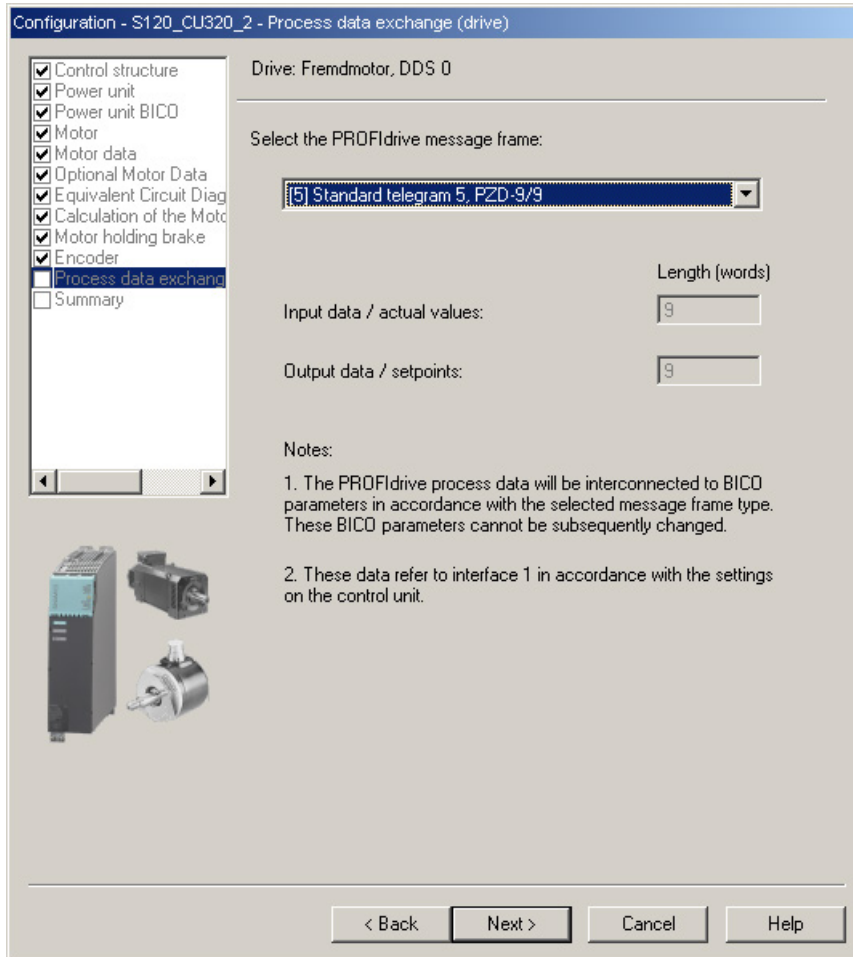 Configuration - S120_CU320_2 - Process data exchange (drive)
Control structure
Power unit
Power unit BICO
Motor
Motor data
Optional Motor Data
Equivalent Circuit Diag
Calculation of the Moto
Motor holding brake
Encoder
Process data exchang
Summary
Drive: Fremdmotor, DDS 0
Select the PROFIdrive message frame:
[5] Standard telegram 5, PZD-9/9
Length (words)
Input data / actual values:
9
Output data / setpoints:
9
Notes:
1. The PROFIdrive process data will be interconnected to BICO
parameters in accordance with the selected message frame type.
These BICO parameters cannot be subsequently changed.
2. These data refer to interface 1 in accordance with the settings
on the control unit.
< Back
Next >
Cancel
Help